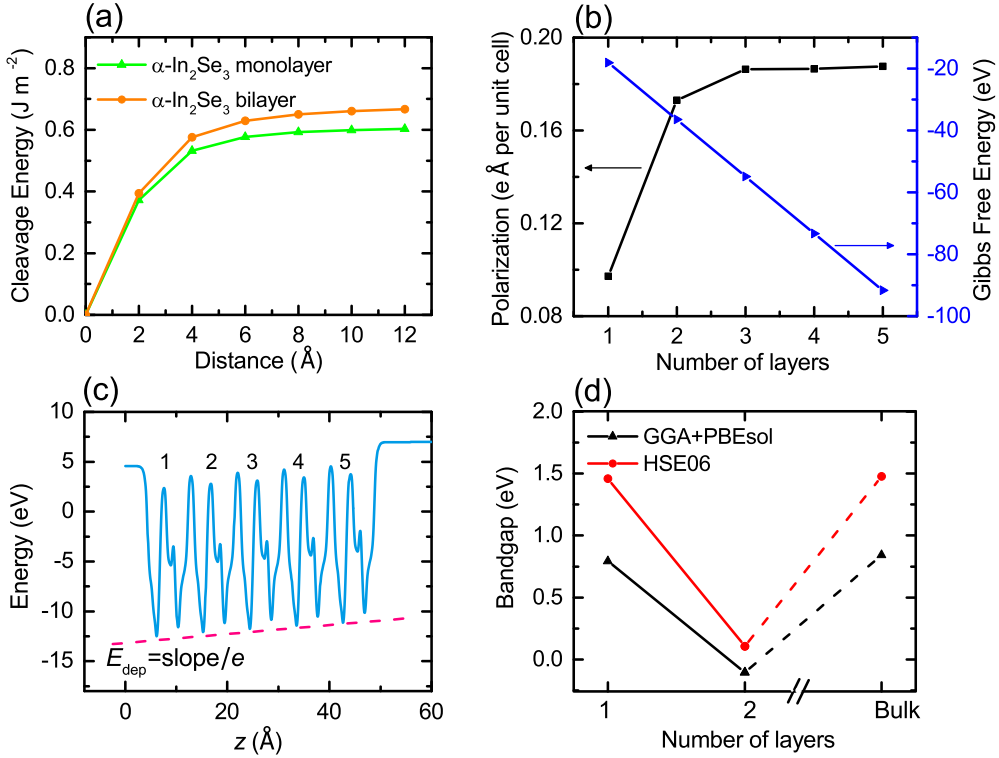 (a)
Cleavage Energy (J m⁻²)
0.8
0.6
0.4
0.2
0.0
α-In₂Se₃ monolayer
α-In₂Se₃ bilayer
0 2 4 6 8 10 12
Distance (Å)
(b)
Polarization (e Å per unit cell)
0.20
0.16
0.12
0.08
-20
-40
-60
-80
-100
Gibbs Free Energy (eV)
1 2 3 4 5
Number of layers
(c)
Energy (eV)
10
5
0
-5
-10
-15
1 2 3 4 5
E_dep=slope/e
0 20 40 60
z (Å)
(d)
Bandgap (eV)
2.0
1.5
1.0
0.5
0.0
GGA+PBEsol
HSE06
1 2 Bulk
Number of layers